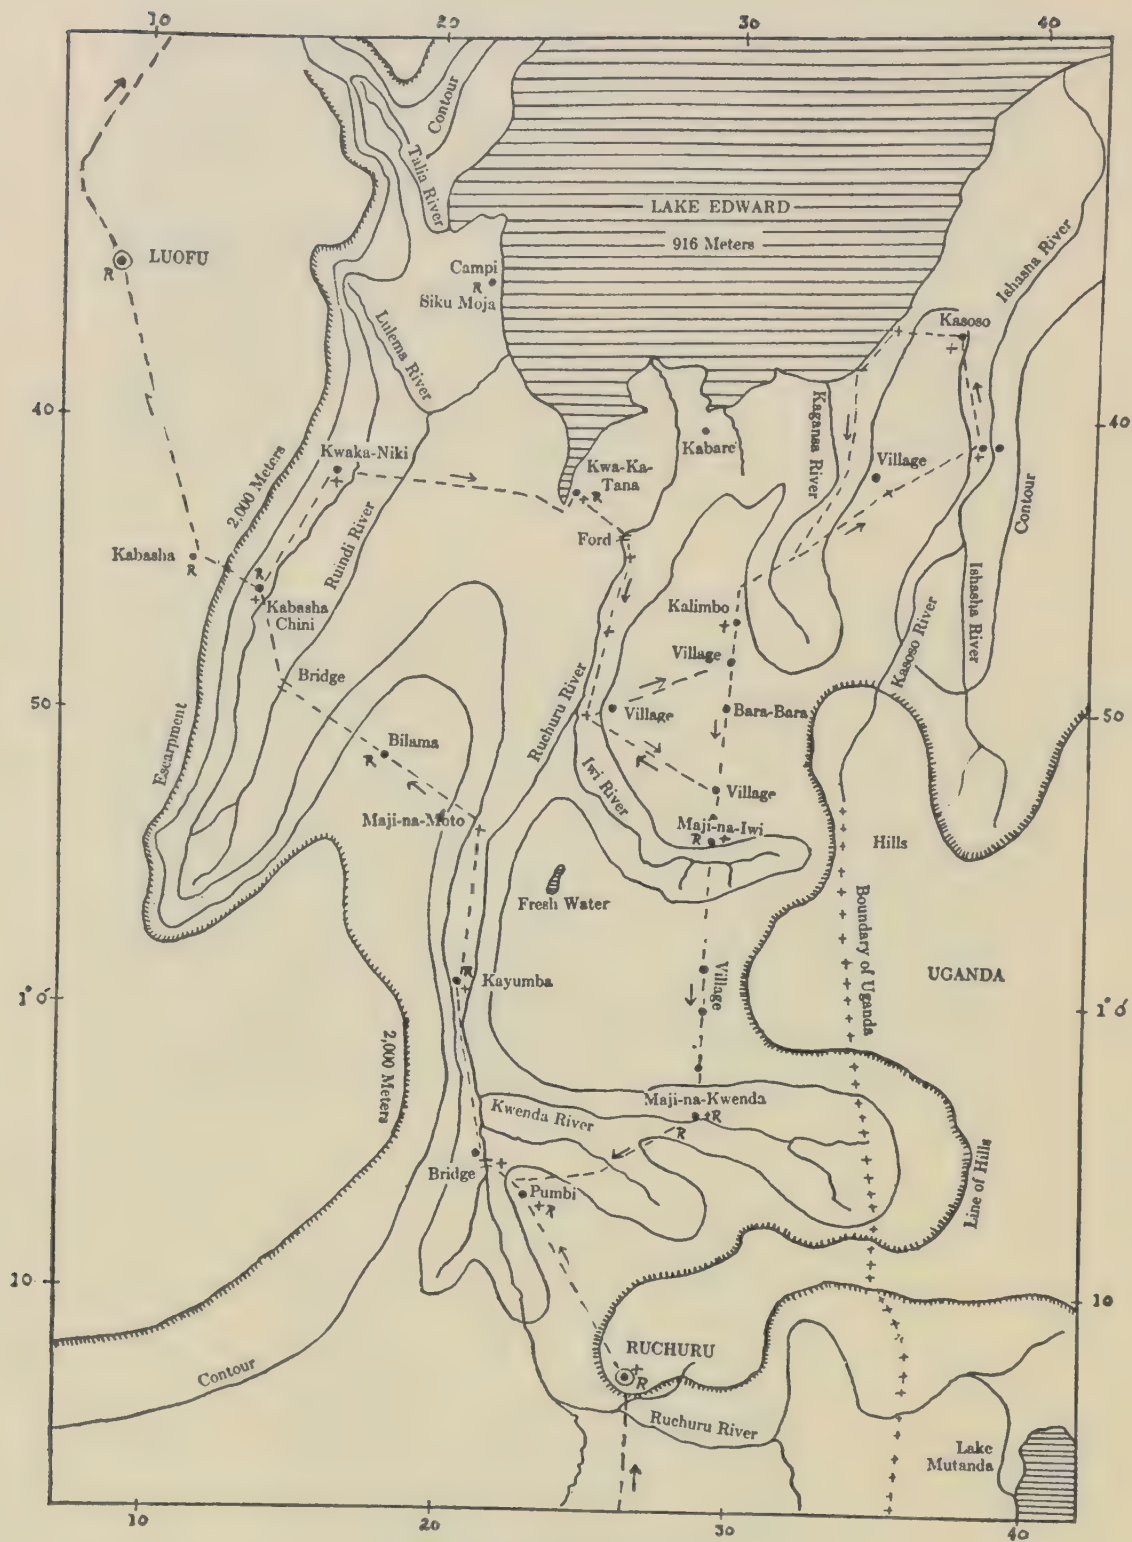 10 20 30 40
Contour
Talia River
LAKE EDWARD
916 Meters
LUOFU
R
Campi
R
Siku Moja
Ishasha River
Kasoso
Lulema River
40
40
Kabare
Kagansa River
Village
Kwaka-Niki
2,000 Meters
Kwa-Ka-
Tana
R
Contour
Ruindi River
Ford
Kabasha
R
R
Kabasha
Chini
Kalimbo
Village
Ishasha River
Kasoso River
Bridge
50
50
Village
Bara-Bara
Ruchuru River
Escarpment
Bilama
Iwi River
Village
Maji-na-Moto
Maji-na-Iwi
R
Hills
Fresh Water
Boundary of Uganda
UGANDA
R
Kayumba
Village
1°0'
1°0'
2,000 Meters
Maji-na-Kwenda
R
R
Kwenda River
Line of Hills
Bridge
Pumbi
R
10
10
RUCHURU
R
Contour
Ruchuru River
Lake
Mutanda
10 20 30 40